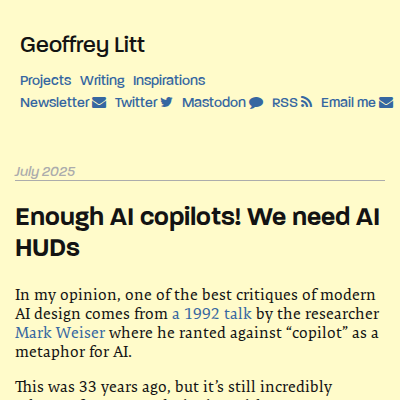 Geoffrey Litt
Projects Writing Inspirations
Newsletter Twitter Mastodon RSS Email me
July 2025
Enough AI copilots! We need AI
HUDs
In my opinion, one of the best critiques of modern
AI design comes from a 1992 talk by the researcher
Mark Weiser where he ranted against “copilot” as a
metaphor for AI.
This was 33 years ago, but it’s still incredibly